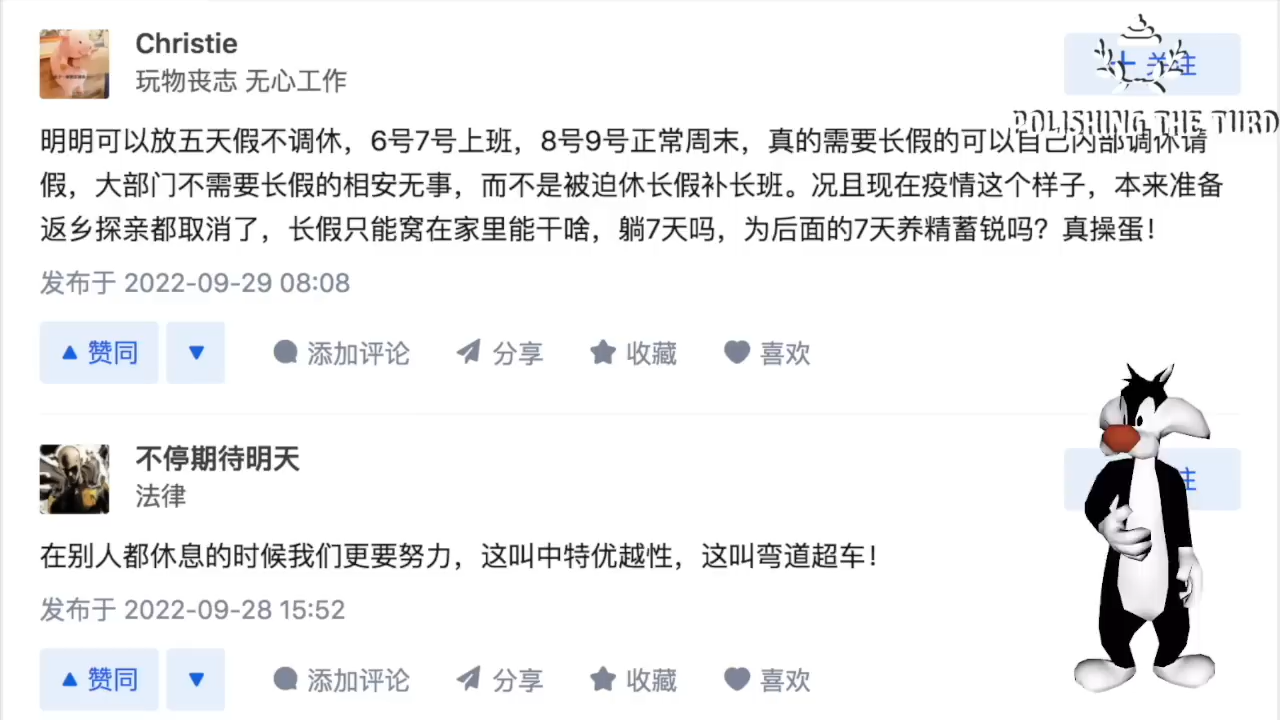 Christie
玩物丧志 无心工作
关注
POLISHING THE TURD
明明可以放五天假不调休，6号7号上班，8号9号正常周末，真的需要长假的可以自己内部调休请
假，大部门不需要长假的相安无事，而不是被迫休长假补长班。况且现在疫情这个样子，本来准备
返乡探亲都取消了，长假只能窝在家里能干啥，躺7天吗，为后面的7天养精蓄锐吗？真操蛋！
发布于 2022-09-29 08:08
赞同 添加评论 分享 收藏 喜欢
不停期待明天
法律
注
在别人都休息的时候我们更要努力，这叫中特优越性，这叫弯道超车！
发布于 2022-09-28 15:52
赞同 添加评论 分享 收藏 喜欢